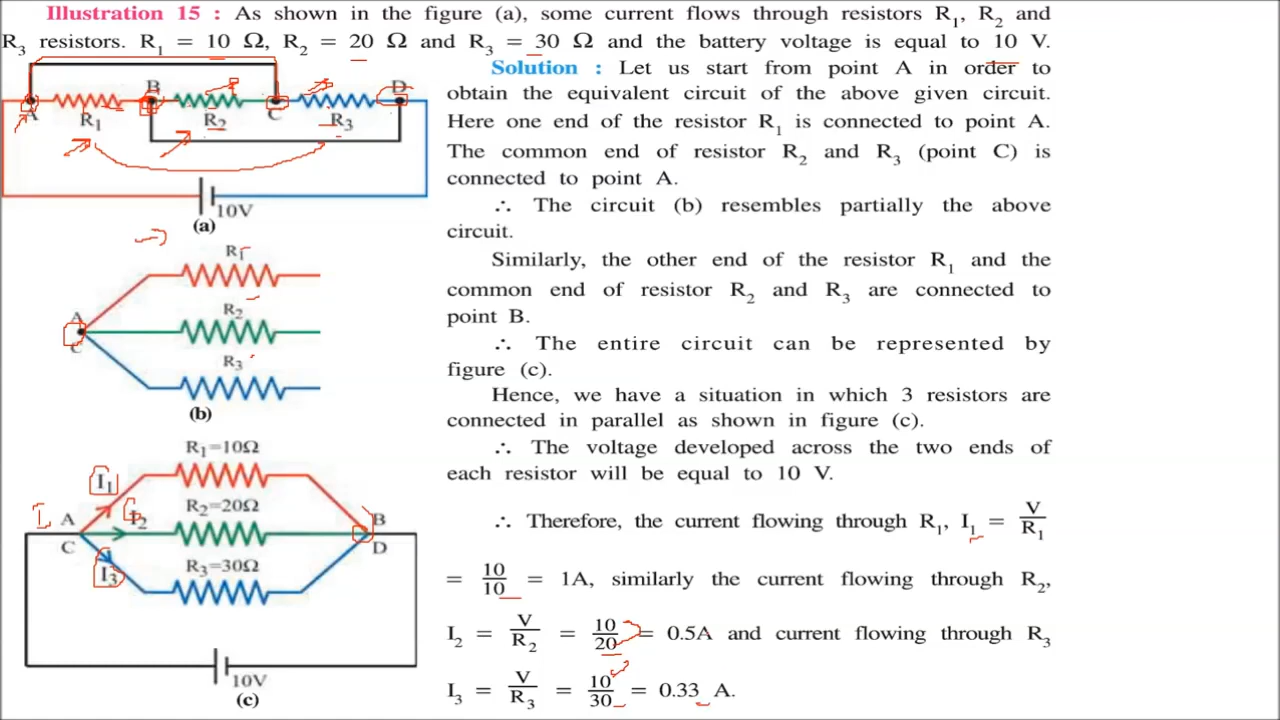 Illustration 15 : As shown in the figure (a), some current flows through resistors R1, R2 and
R3 resistors. R1 = 10 Ω, R2 = 20 Ω and R3 = 30 Ω and the battery voltage is equal to 10 V.
A
R1
B
R2
C
R3
D
10V
(a)
R1
A
R2
C
R3
(b)
R1=10Ω
I1
I
A
I2
R2=20Ω
B
C
D
I3
R3=30Ω
10V
(c)
Solution : Let us start from point A in order to
obtain the equivalent circuit of the above given circuit.
Here one end of the resistor R1 is connected to point A.
The common end of resistor R2 and R3 (point C) is
connected to point A.
∴ The circuit (b) resembles partially the above
circuit.
Similarly, the other end of the resistor R1 and the
common end of resistor R2 and R3 are connected to
point B.
∴ The entire circuit can be represented by
figure (c).
Hence, we have a situation in which 3 resistors are
connected in parallel as shown in figure (c).
∴ The voltage developed across the two ends of
each resistor will be equal to 10 V.
∴ Therefore, the current flowing through R1, I1 = V/R1
= 10/10 = 1A, similarly the current flowing through R2,
I2 = V/R2 = 10/20 = 0.5A and current flowing through R3
I3 = V/R3 = 10/30 = 0.33 A.